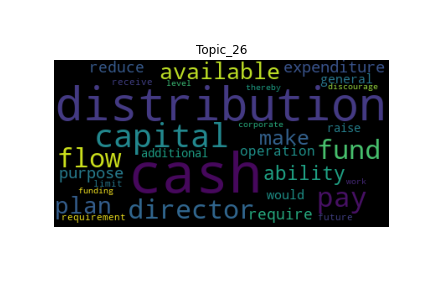 Topic_26
reduce available expenditure
receive level thereby general discourage
distribution
capital corporate make raise
flow additional operation fund
purpose cash ability
limit funding would
plan director require pay
requirement work future